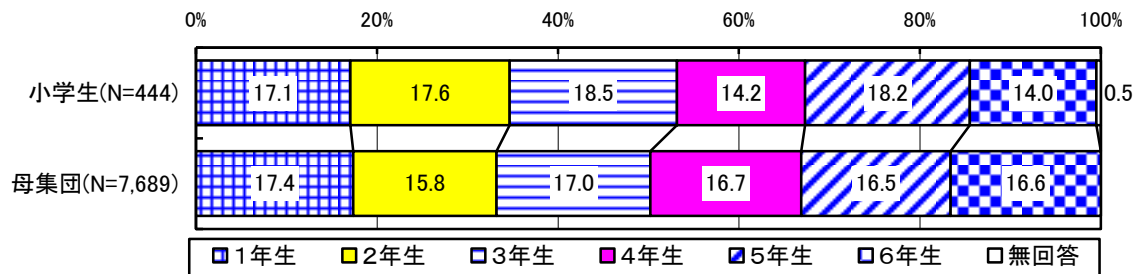 0% 20% 40% 60% 80% 100%
小学生(N=444) 17.1 17.6 18.5 14.2 18.2 14.0 0.5
母集団(N=7,689) 17.4 15.8 17.0 16.7 16.5 16.6
1年生 2年生 3年生 4年生 5年生 6年生 無回答